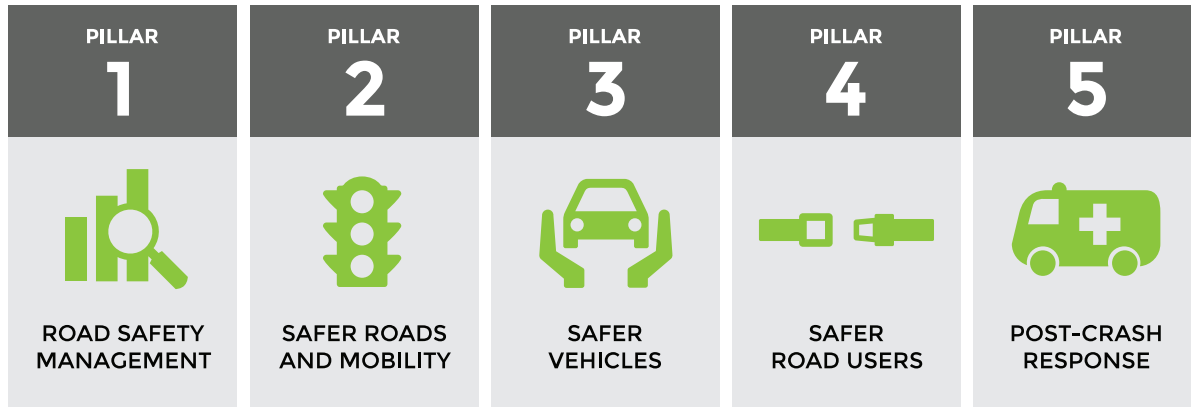 PILLAR
1
ROAD SAFETY
MANAGEMENT
PILLAR
2
SAFER ROADS
AND MOBILITY
PILLAR
3
SAFER
VEHICLES
PILLAR
4
SAFER
ROAD USERS
PILLAR
5
POST-CRASH
RESPONSE